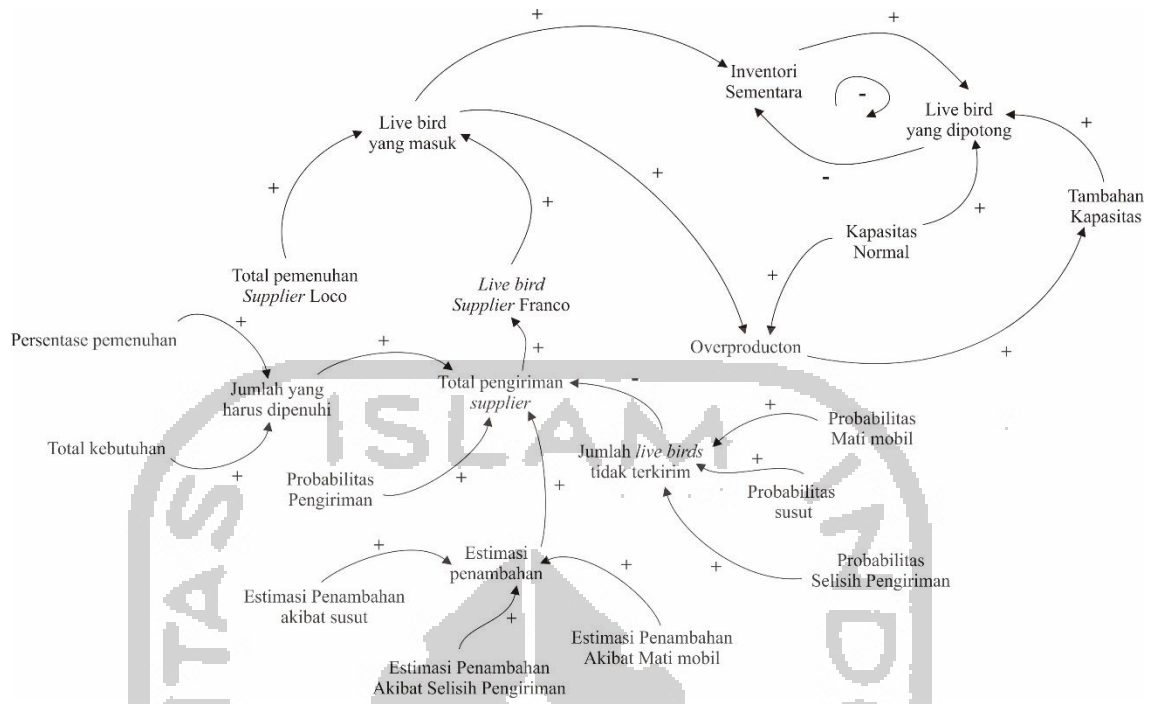 +
+
Inventori
Sementara
-
Live bird
yang dipotong
+
Live bird
yang masuk
+
-
+
+
+
Tambahan
Kapasitas
Kapasitas
Normal
+
Total pemenuhan
Supplier Loco
Live bird
Supplier Franco
+
Persentase pemenuhan
+
+
Overproducton
+
Jumlah yang
harus dipenuhi
Total pengiriman
supplier
-
+
Probabilitas
Mati mobil
Total kebutuhan
+
Jumlah live birds
tidak terkirim
+
Probabilitas
susut
Probabilitas
Pengiriman
+
+
Estimasi
penambahan
+
+
+
Probabilitas
Selisih Pengiriman
Estimasi Penambahan
akibat susut
+
Estimasi Penambahan
Akibat Mati mobil
Estimasi Penambahan
Akibat Selisih Pengiriman
ISLAM
ITAS
INDO